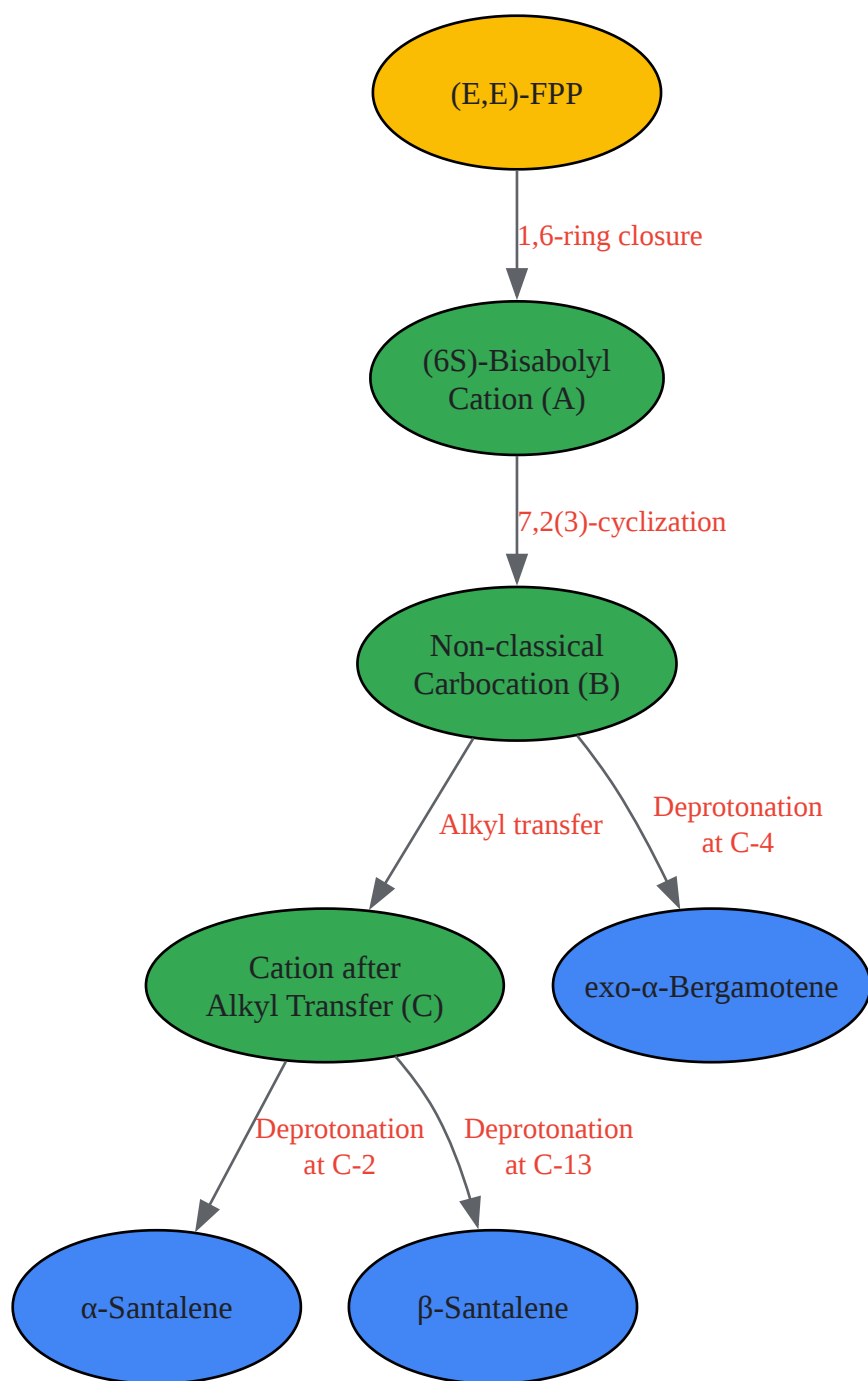 (E,E)-FPP
1,6-ring closure
(6S)-Bisabolyl
Cation (A)
7,2(3)-cyclization
Non-classical
Carbocation (B)
Alkyl transfer
Deprotonation
at C-4
Cation after
Alkyl Transfer (C)
exo-α-Bergamotene
Deprotonation
at C-2
Deprotonation
at C-13
α-Santalene
β-Santalene